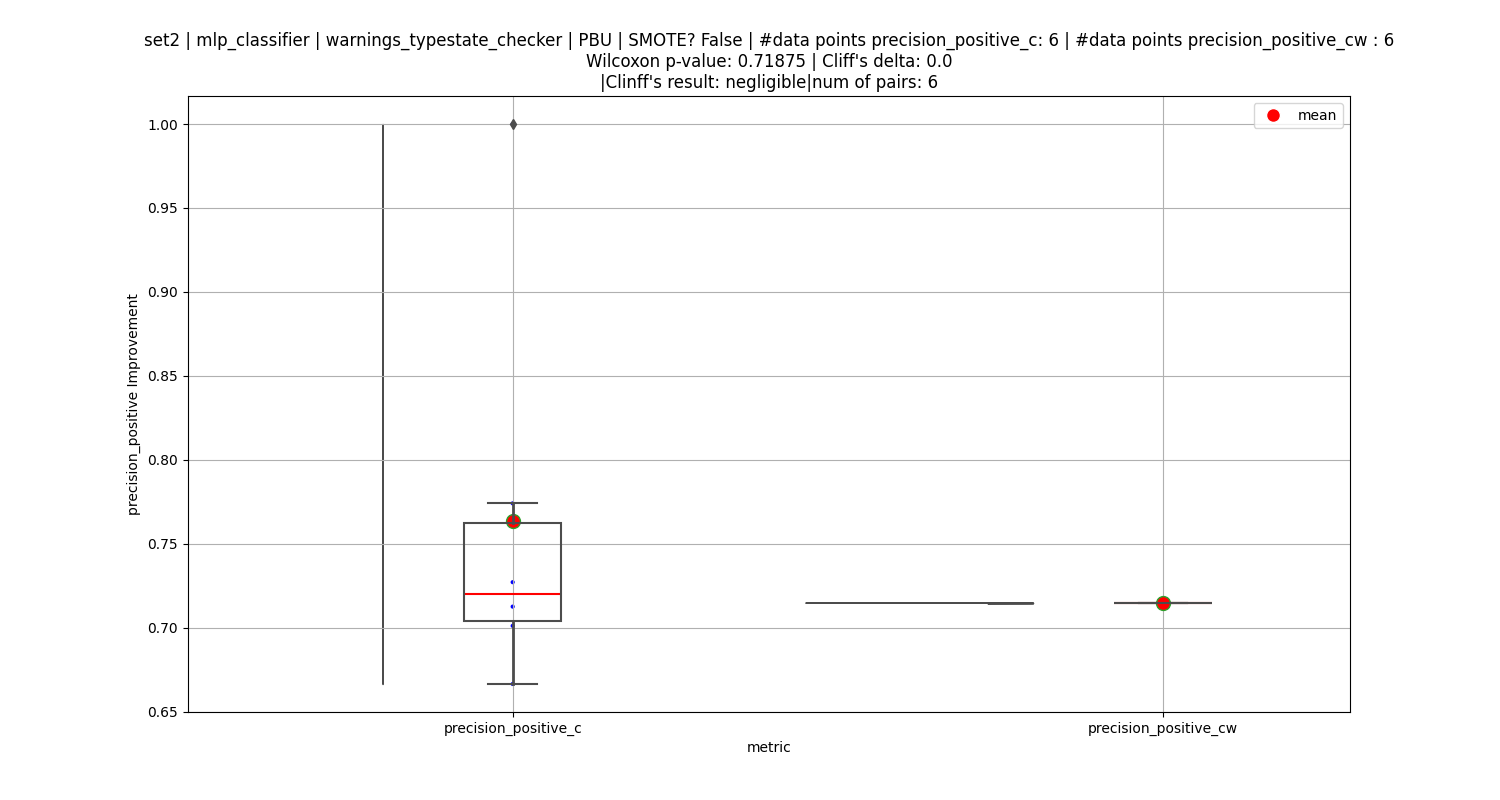 set2 | mlp_classifier | warnings_typestate_checker | PBU | SMOTE? False | #data points precision_positive_c: 6 | #data points precision_positive_cw : 6
Wilcoxon p-value: 0.71875 | Cliff's delta: 0.0
|Clinff's result: negligible|num of pairs: 6
mean
1.00
0.95
0.90
0.85
0.80
0.75
0.70
0.65
precision_positive Improvement
precision_positive_c
precision_positive_cw
metric